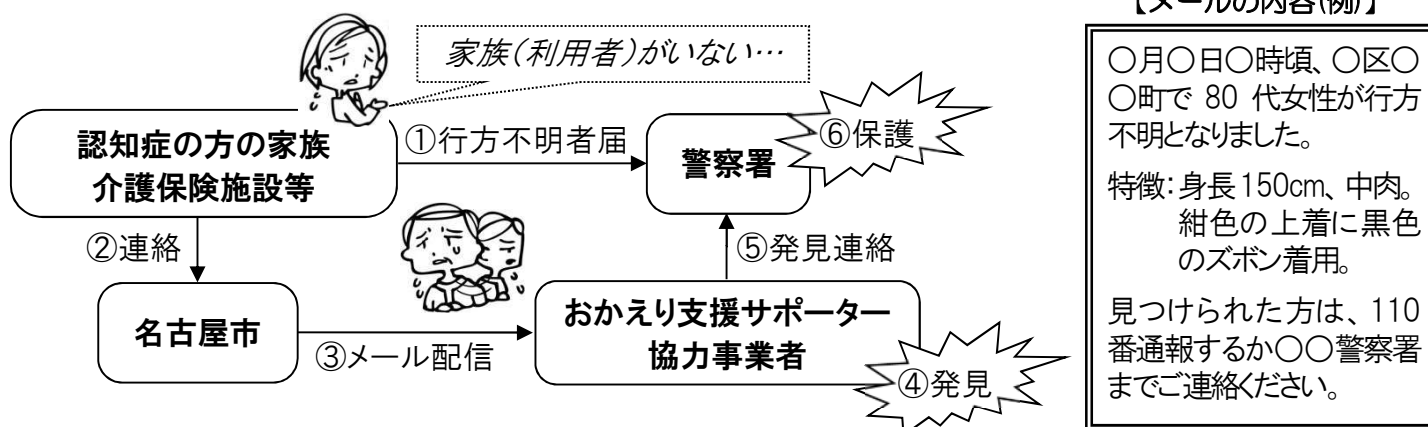 【メールの内容(例)】
家族(利用者)がいない…
認知症の方の家族
介護保険施設等
①行方不明者届
警察署
⑥保護
②連絡
⑤発見連絡
名古屋市
③メール配信
おかえり支援サポーター
協力事業者
④発見
〇月〇日〇時頃、〇区〇
〇町で 80 代女性が行方
不明となりました。
特徴:身長150cm、中肉。
紺色の上着に黒色
のズボン着用。
見つけられた方は、110
番通報するか〇〇警察署
までご連絡ください。